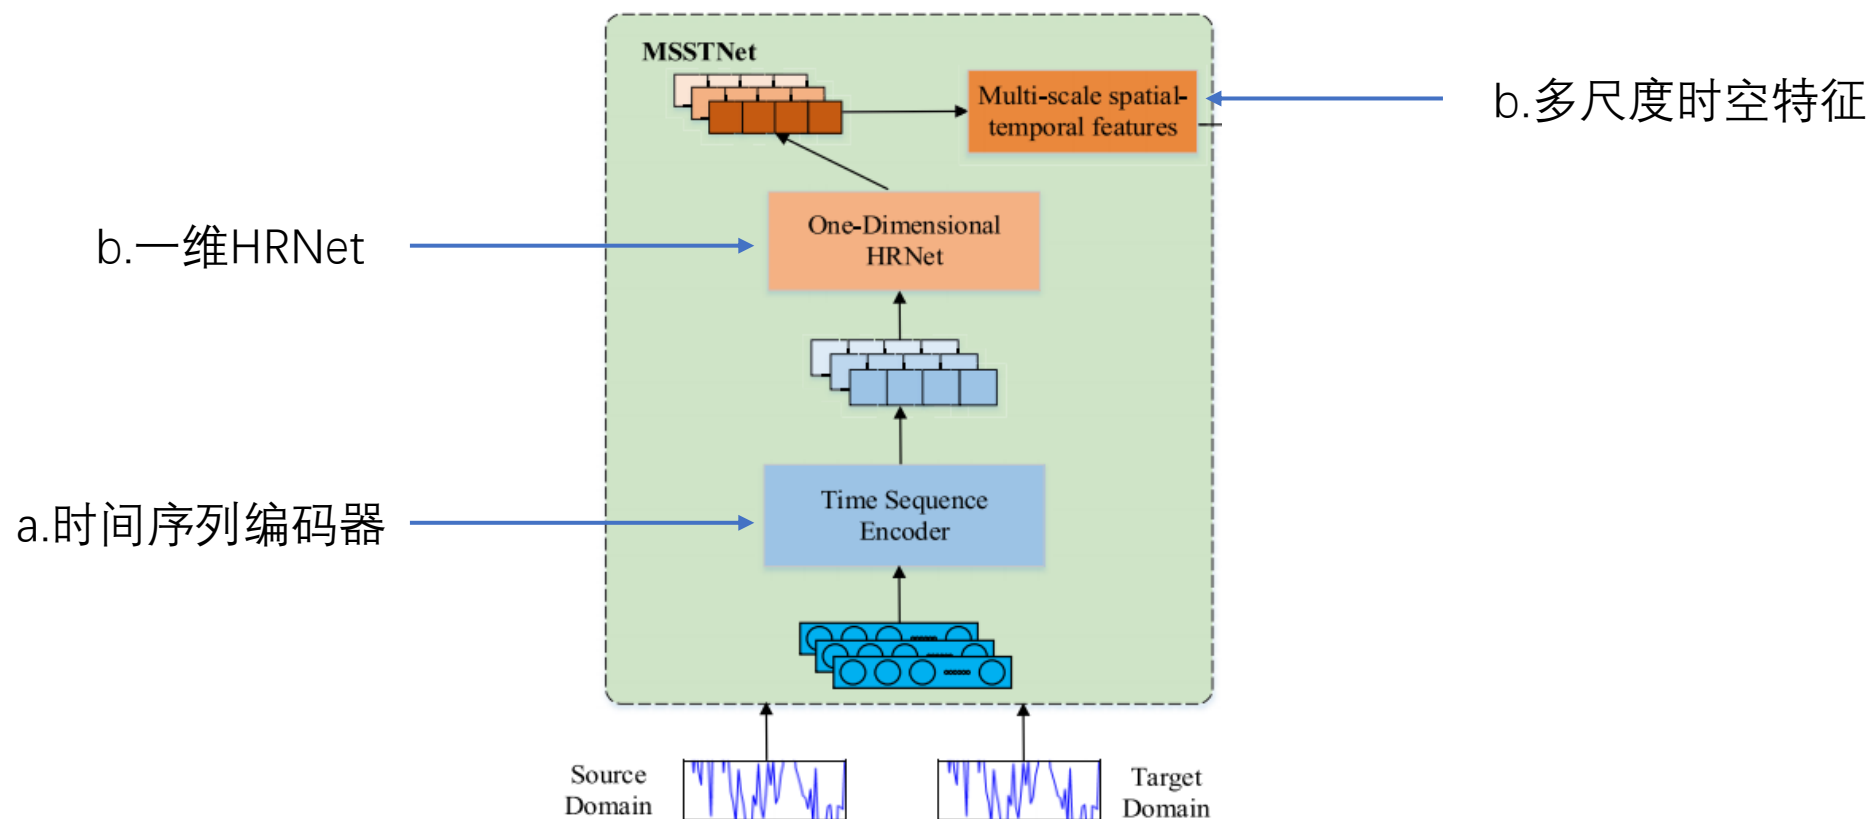 MSSTNet
Multi-scale spatial-
temporal features
b.多尺度时空特征
b.一维HRNet
One-Dimensional
HRNet
a.时间序列编码器
Time Sequence
Encoder
Source
Domain
Target
Domain